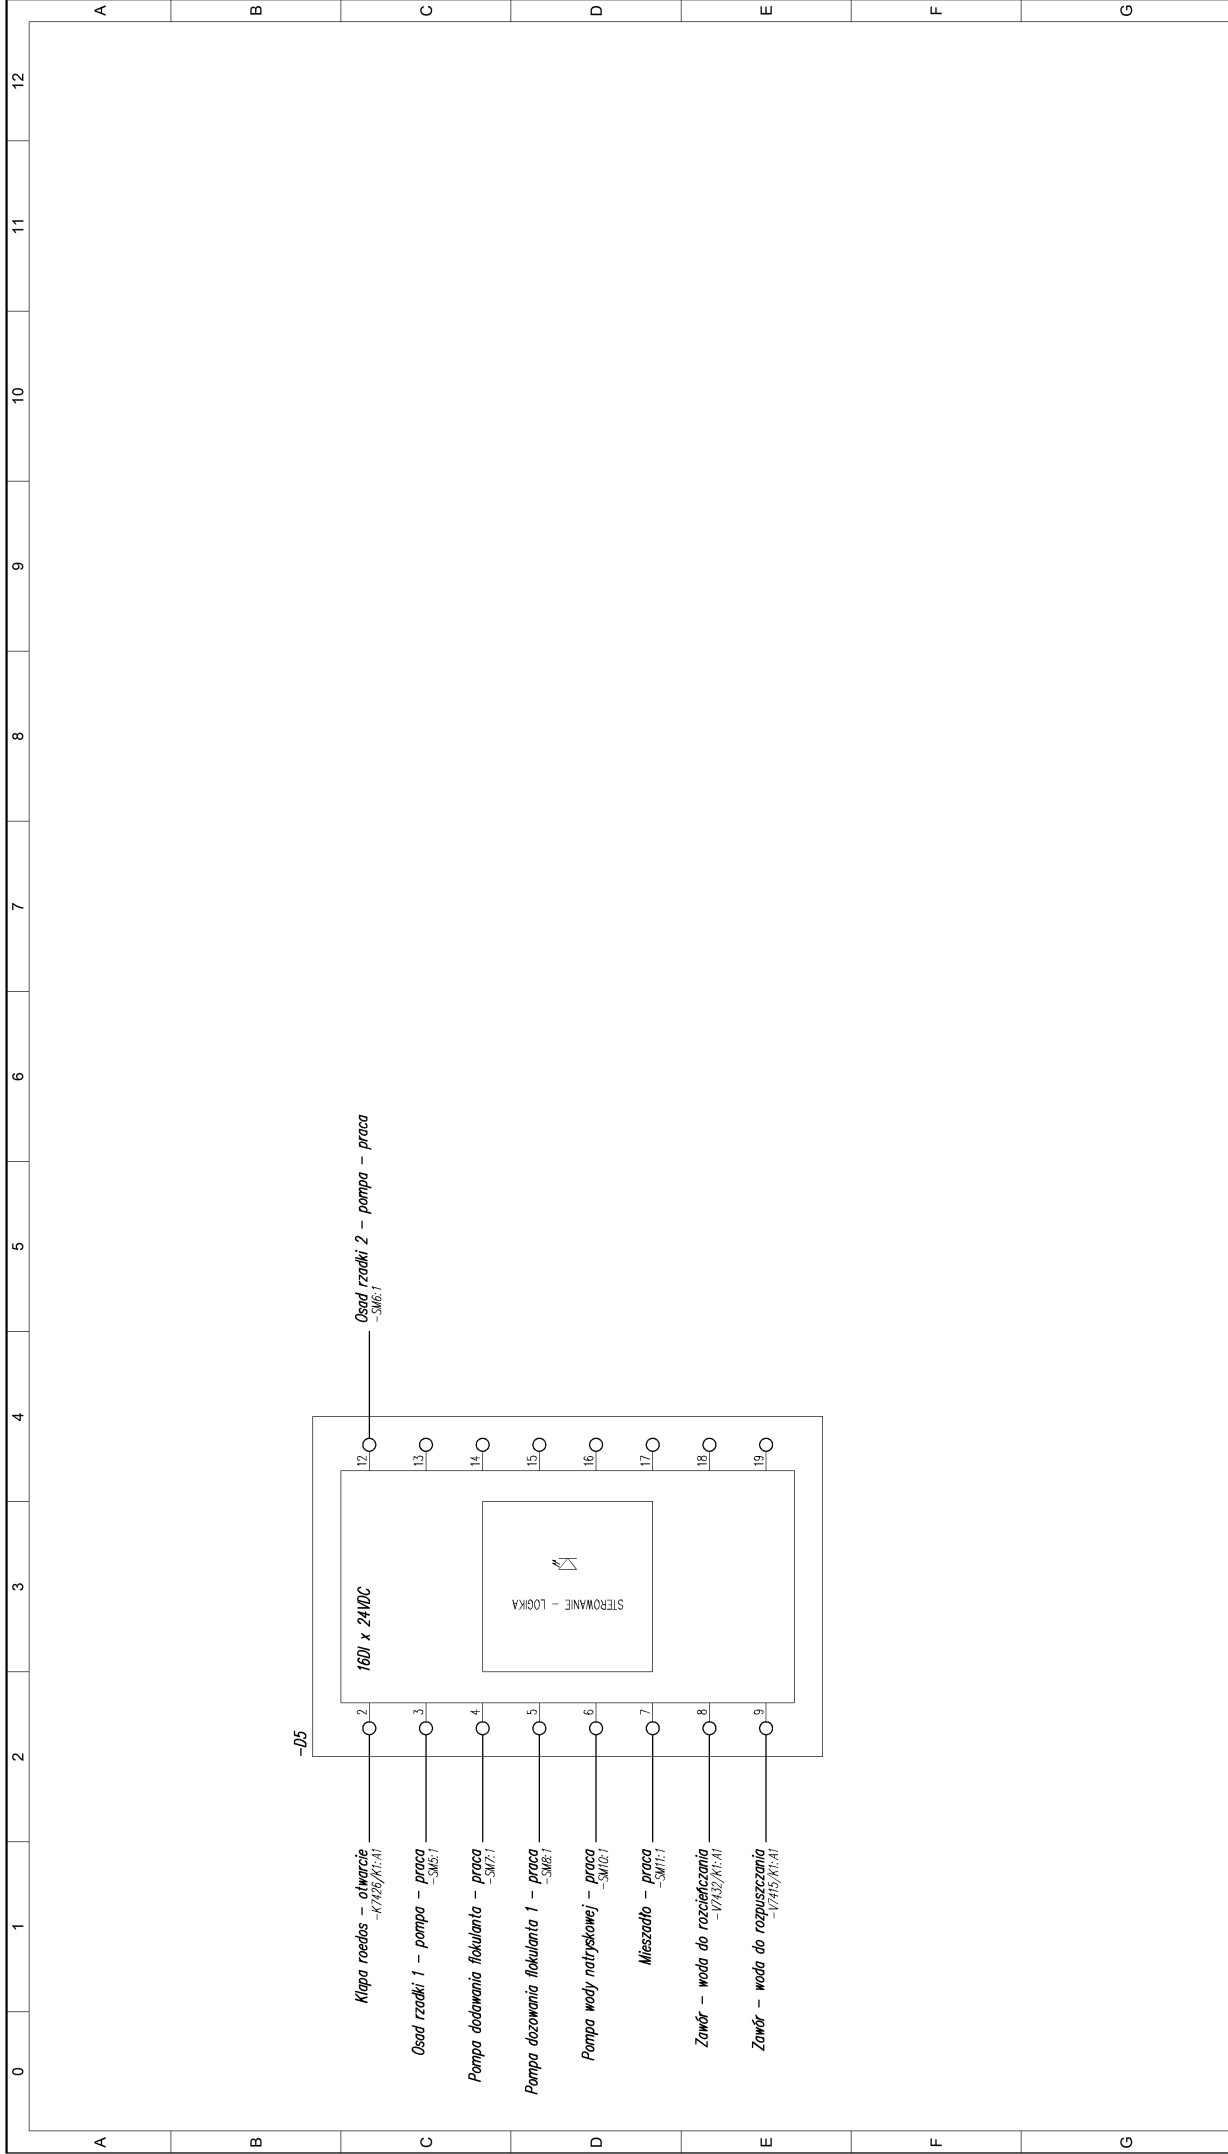 0 1 2 3 4 5 6 7 8 9 10 11 12
A A
B B
C C
D D
E E
F F
G G
-D5
16DI x 24VDC
STEROWANIE - LOGIKA
Klapa roedos - otwarcie
-K7426/K1:A1
2
12
Osad rzadki 2 - pompa - praca
-SM6:1
Osad rzadki 1 - pompa - praca
-SM5:1
3
13
Pompa dodawania flokulanta - praca
-SM7:1
4
14
Pompa dozowania flokulanta 1 - praca
-SM8:1
5
15
Pompa wody natryskowej - praca
-SM10:1
6
16
Mieszadło - praca
-SM11:1
7
17
Zawór - woda do rozcieńczania
-V7432/K1:A1
8
18
Zawór - woda do rozpuszczania
-V7415/K1:A1
9
19